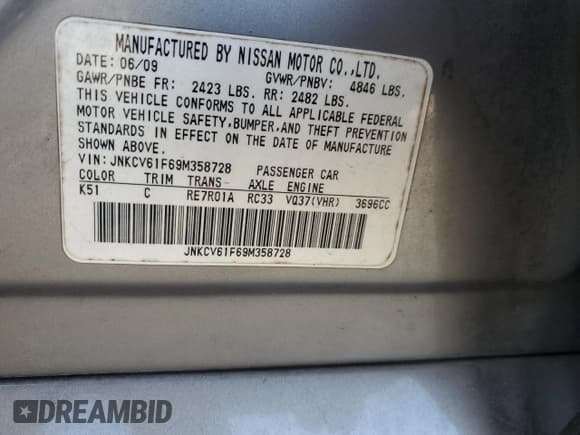 MANUFACTURED BY NISSAN MOTOR CO.,LTD.
DATE: 06/09 GVWR/PNBV: 4846 LBS.
GAWR/PNBE FR: 2423 LBS. RR: 2482 LBS.
THIS VEHICLE CONFORMS TO ALL APPLICABLE FEDERAL
MOTOR VEHICLE SAFETY,BUMPER,AND THEFT PREVENTION
STANDARDS IN EFFECT ON THE DATE OF MANUFACTURE
SHOWN ABOVE.
VIN: JNKCV61F69M358728 PASSENGER CAR
COLOR TRIM TRANS- AXLE ENGINE
K51 C RE7R01A RC33 VQ37(VHR) 3696CC
JNKCV61F69M358728
DREAMBID